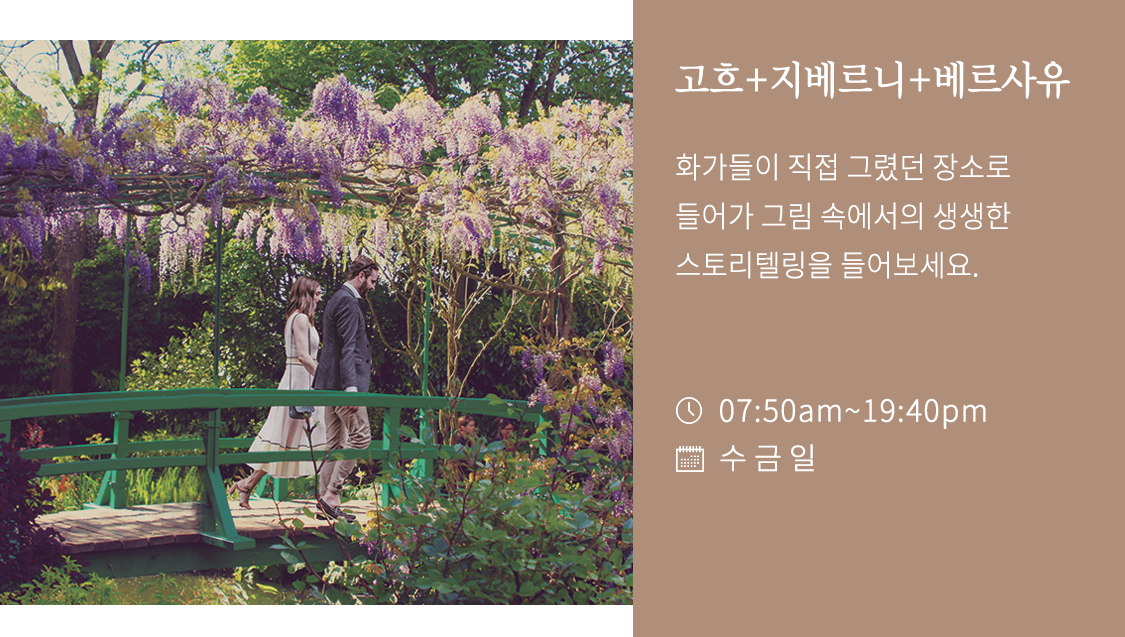 고흐+지베르니+베르사유
화가들이 직접 그렸던 장소로
들어가 그림 속에서의 생생한
스토리텔링을 들어보세요.
07:50am~19:40pm
수 금 일